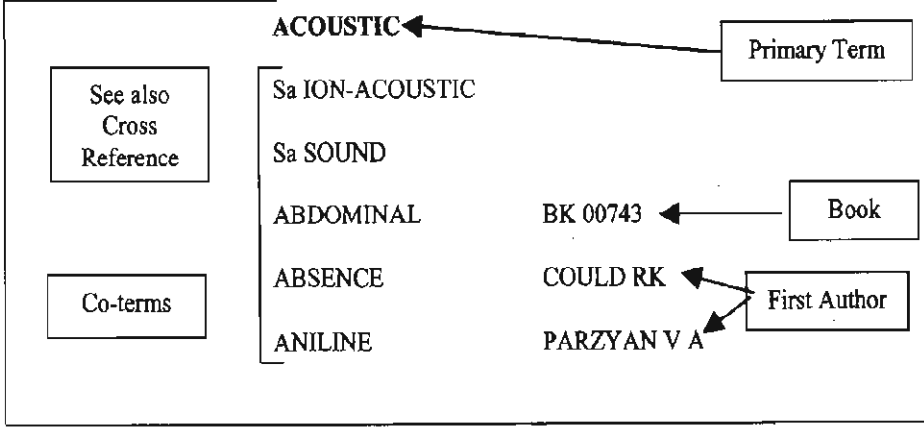 ACOUSTIC
Primary Term
See also
Cross
Reference
Sa ION-ACOUSTIC
Sa SOUND
ABDOMINAL BK 00743
Book
Co-terms
ABSENCE COULD RK
First Author
ANILINE PARZYAN V A